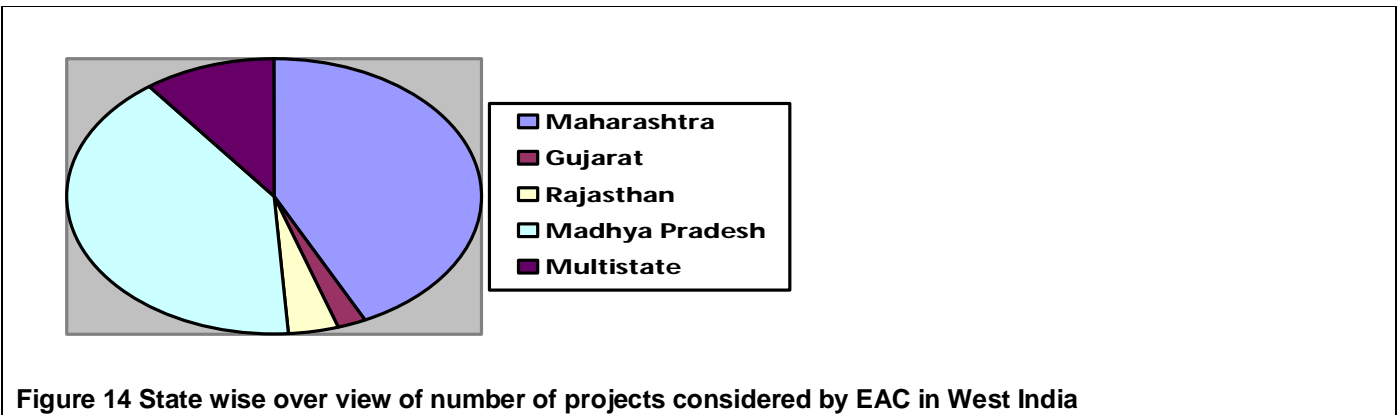 Maharashtra
Gujarat
Rajasthan
Madhya Pradesh
Multistate
Figure 14 State wise over view of number of projects considered by EAC in West India